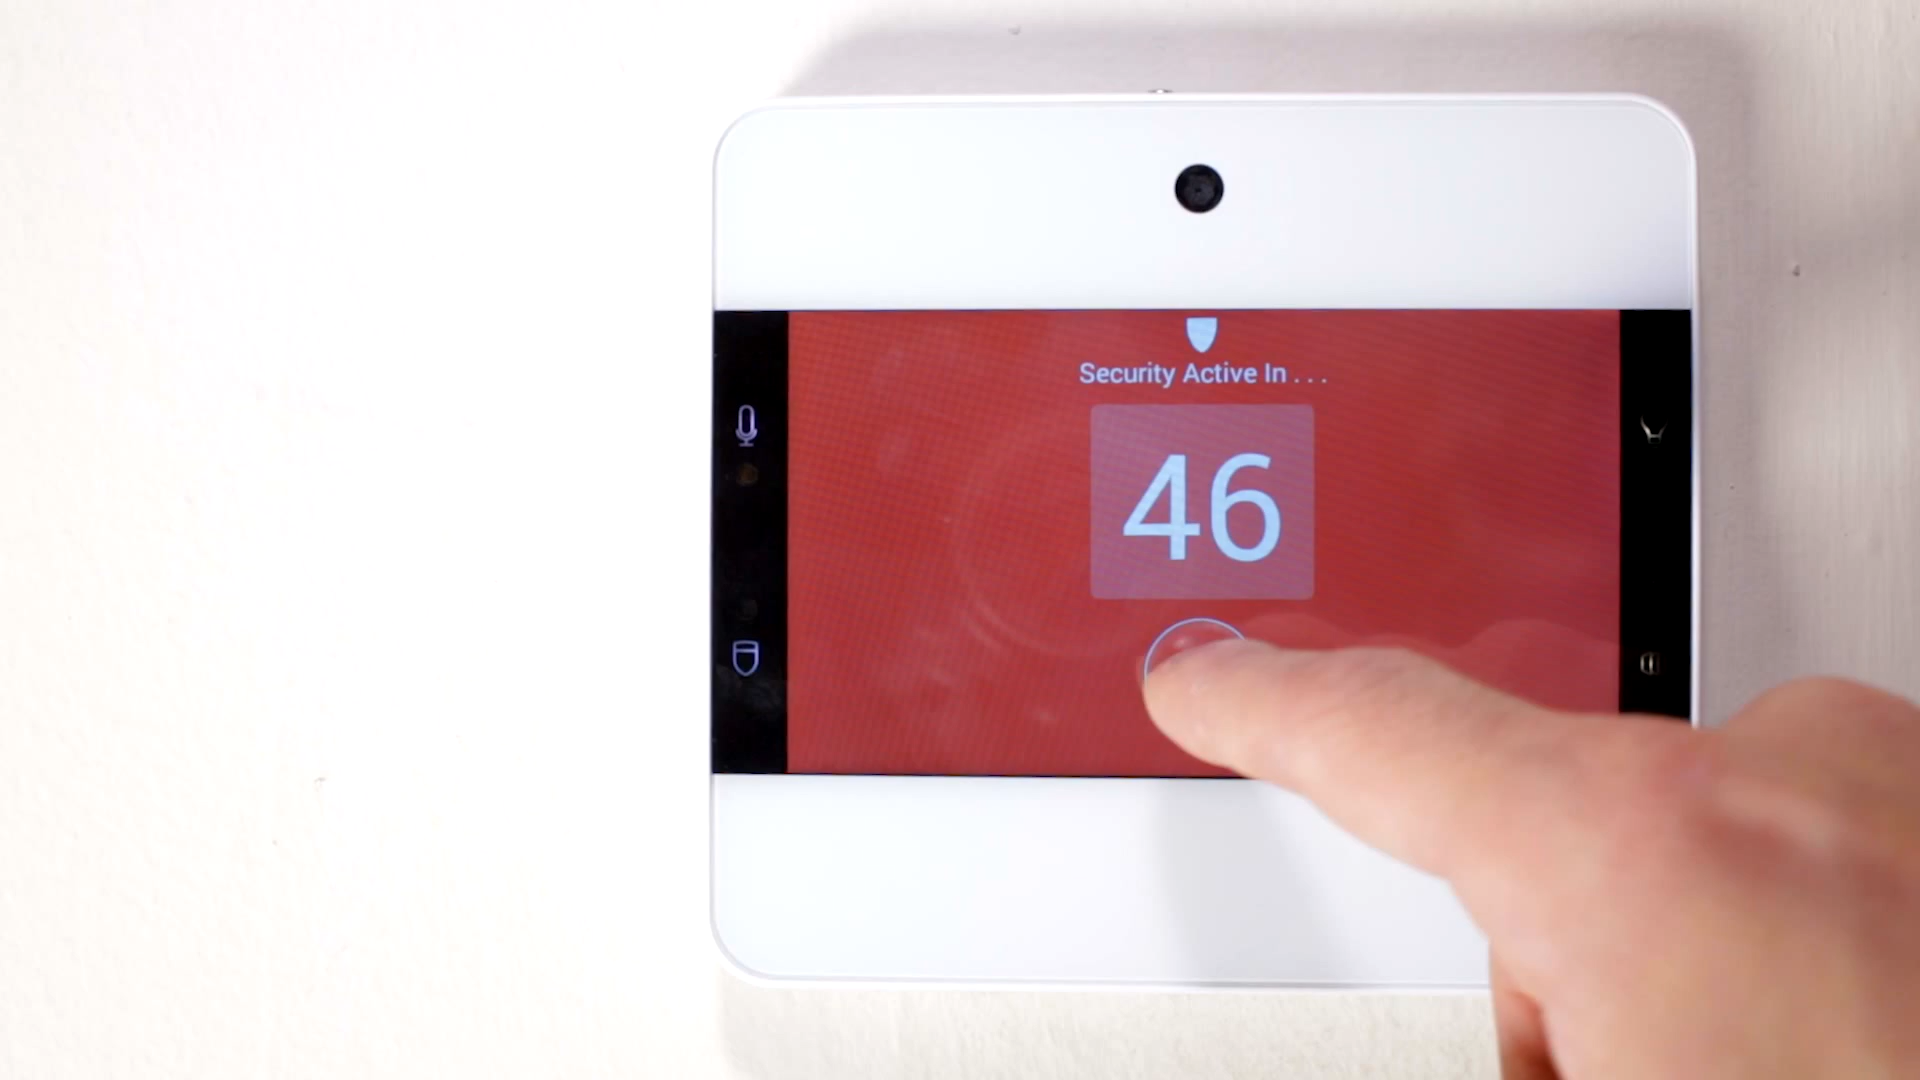 Security Active In . . .
46